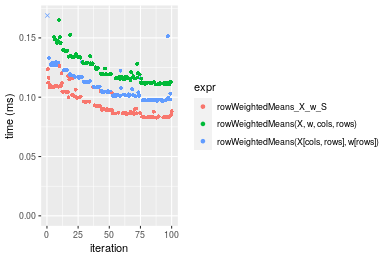 0.15
0.10
0.05
0.00
time (ms)
0
25
50
75
100
iteration
expr
rowWeightedMeans_X_w_S
rowWeightedMeans(X, w, cols, rows)
rowWeightedMeans(X[cols, rows], w[rows])